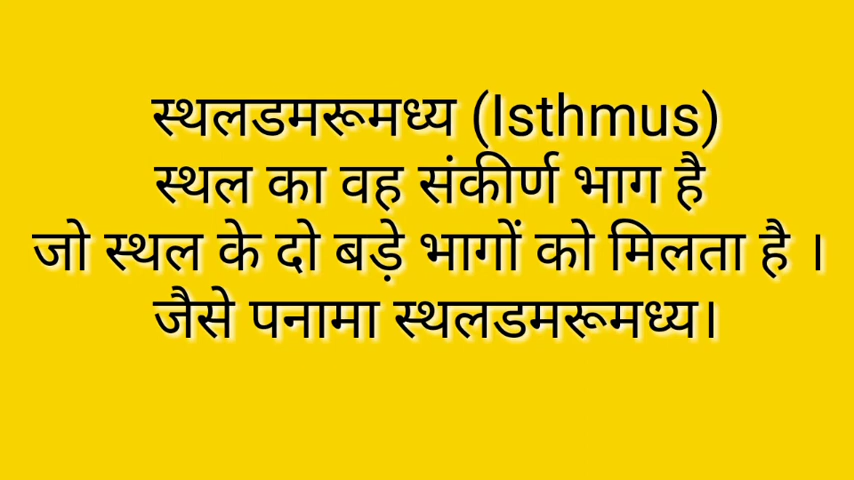 स्थलडमरूमध्य (Isthmus)
स्थल का वह संकीर्ण भाग है
जो स्थल के दो बड़े भागों को मिलता है ।
जैसे पनामा स्थलडमरूमध्य।